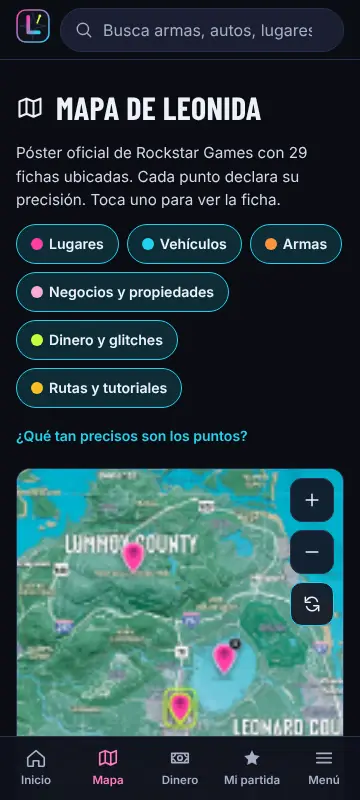 Busca armas, autos, lugares
MAPA DE LEONIDA
Póster oficial de Rockstar Games con 29
fichas ubicadas. Cada punto declara su
precisión. Toca uno para ver la ficha.
Lugares
Vehículos
Armas
Negocios y propiedades
Dinero y glitches
Rutas y tutoriales
¿Qué tan precisos son los puntos?
COUNTY
LEONARD COU
Inicio
Mapa
Dinero
Mi partida
Menú